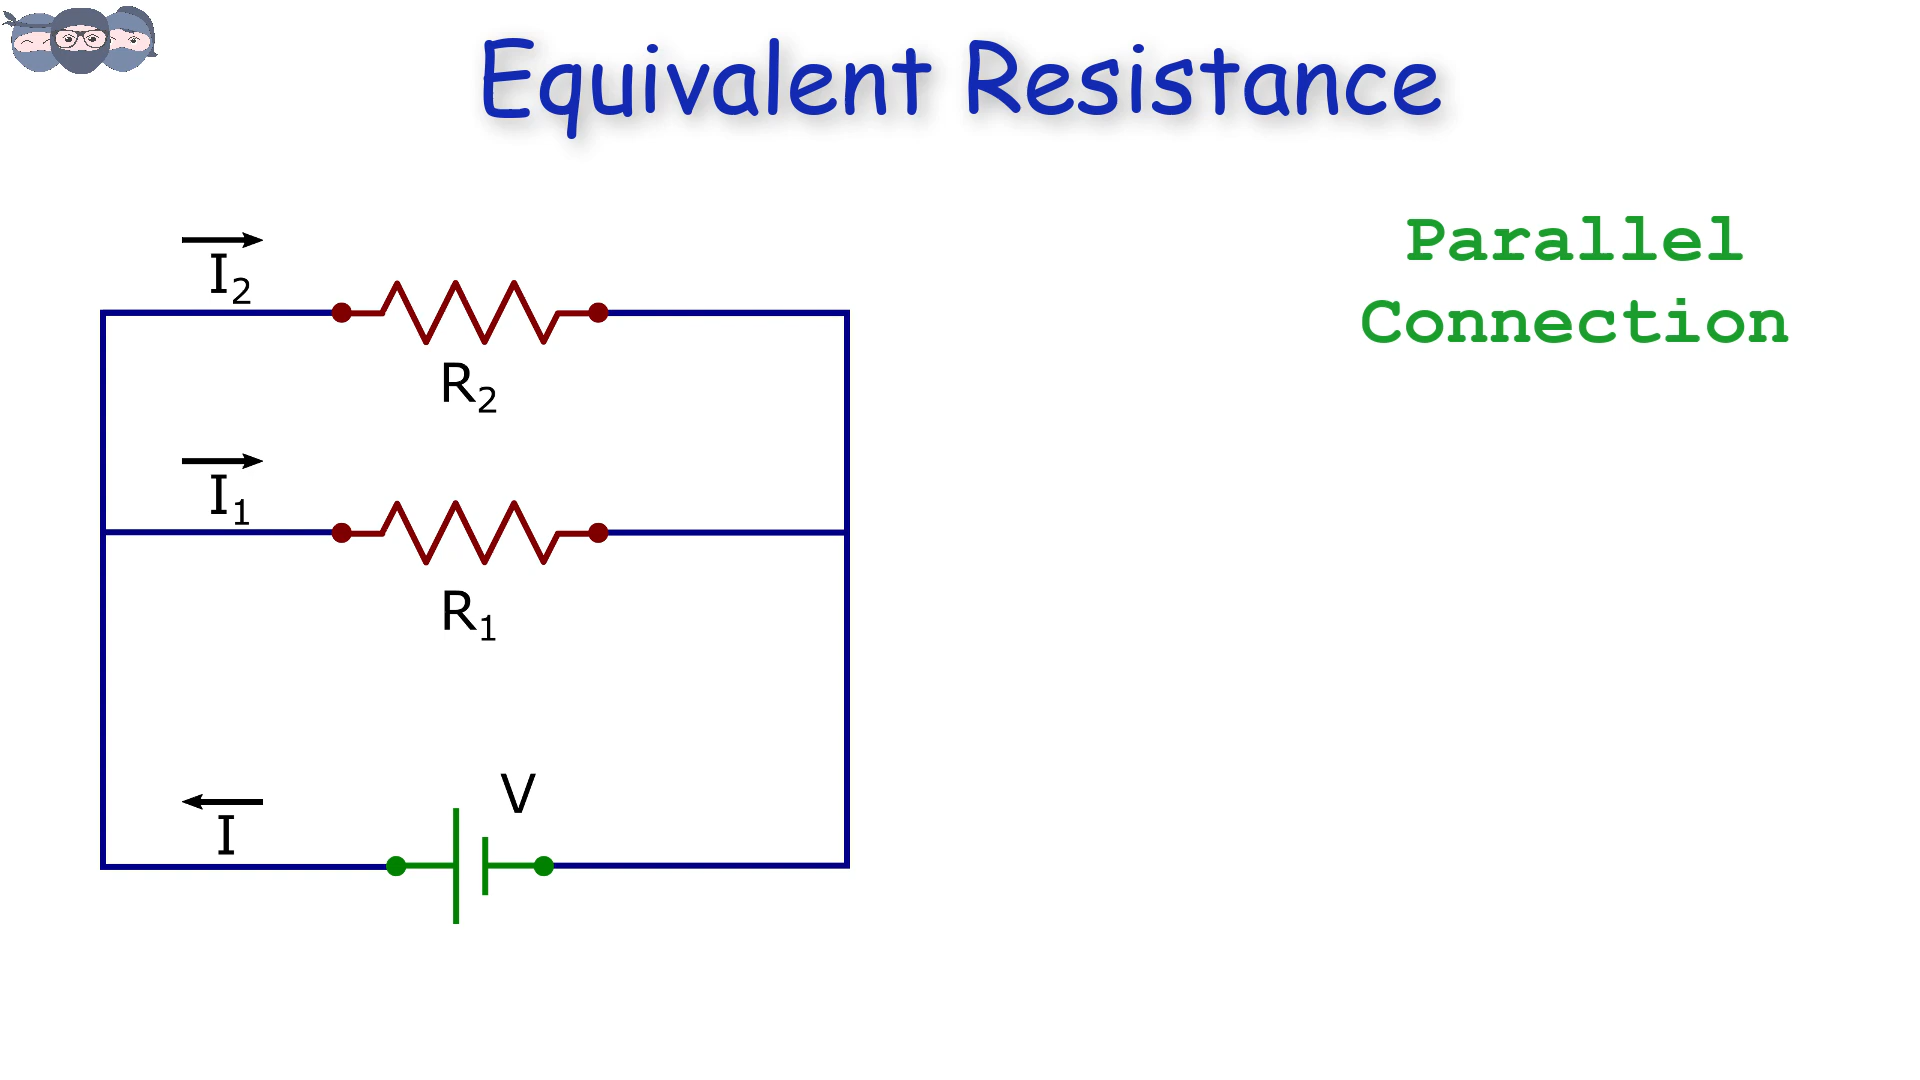 Equivalent Resistance
Parallel
Connection
I₂
R₂
I₁
R₁
V
I